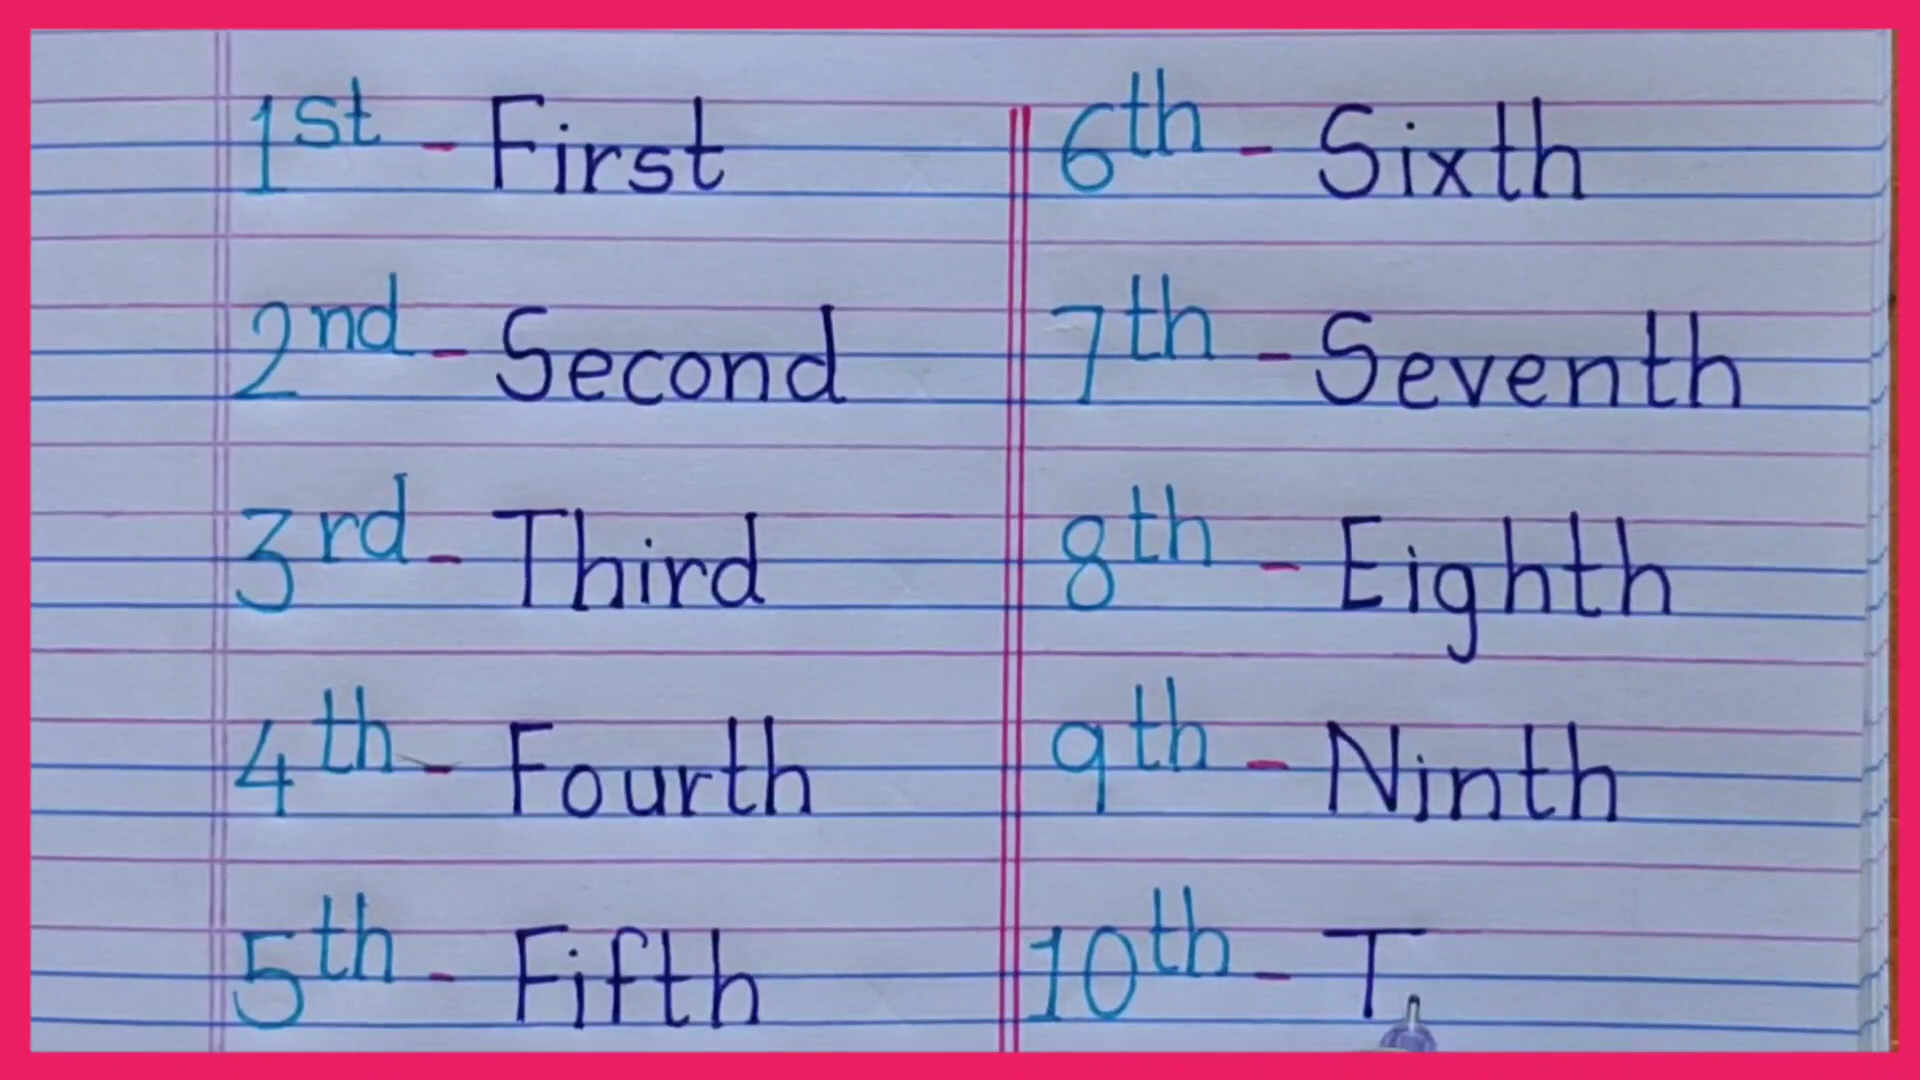 1st - First
2nd - Second
3rd - Third
4th - Fourth
5th - Fifth
6th - Sixth
7th - Seventh
8th - Eighth
9th - Ninth
10th - T